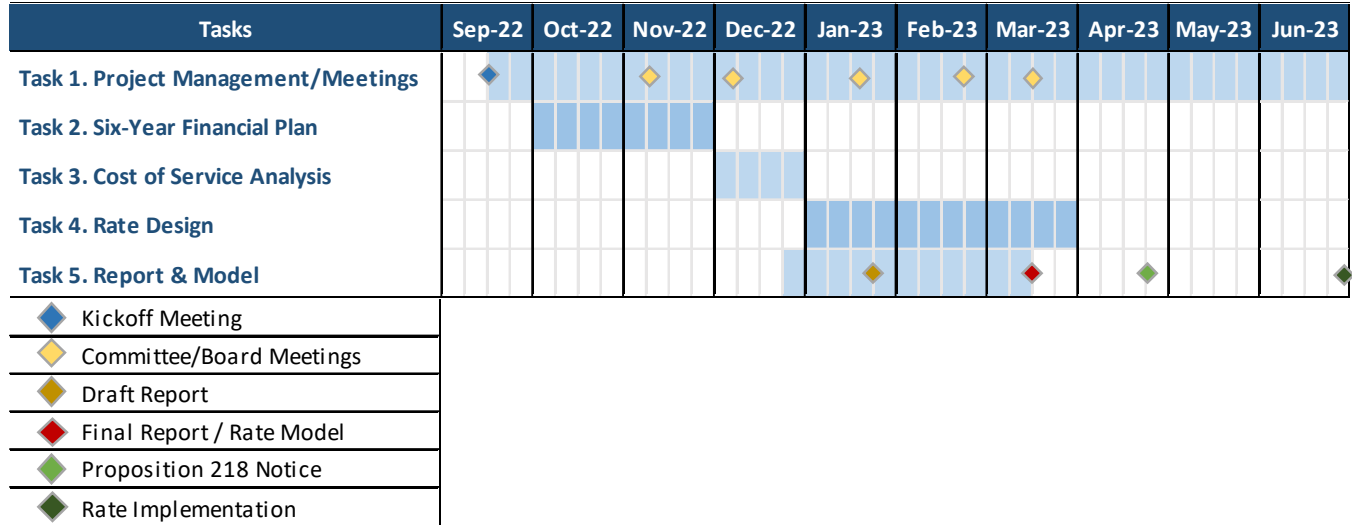 Tasks Sep-22 Oct-22 Nov-22 Dec-22 Jan-23 Feb-23 Mar-23 Apr-23 May-23 Jun-23
Task 1. Project Management/Meetings
Task 2. Six-Year Financial Plan
Task 3. Cost of Service Analysis
Task 4. Rate Design
Task 5. Report & Model
Kickoff Meeting
Committee/Board Meetings
Draft Report
Final Report / Rate Model
Proposition 218 Notice
Rate Implementation